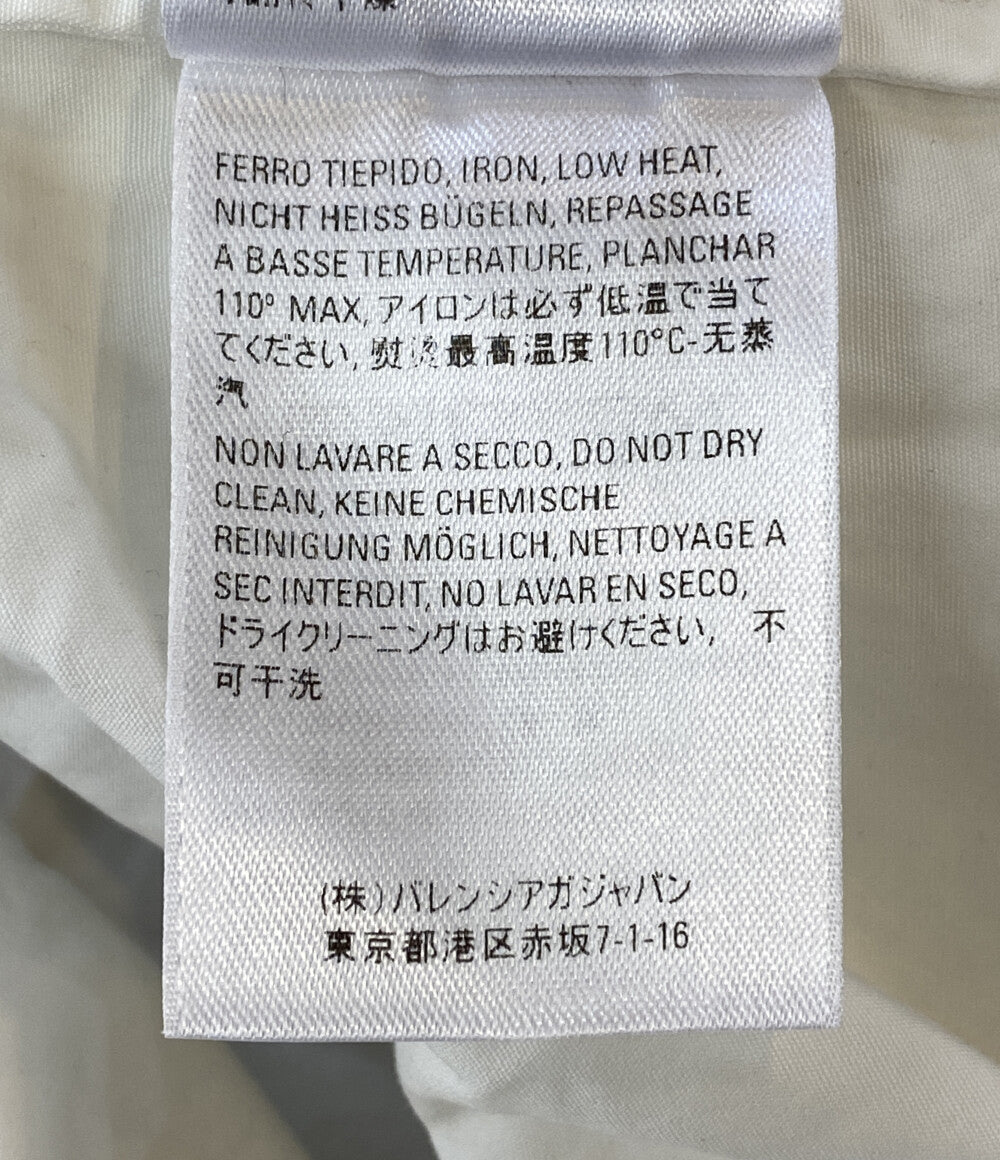 FERRO TIEPIDO, IRON, LOW HEAT,
NICHT HEISS BÜGELN, REPASSAGE
A BASSE TEMPERATURE, PLANCHAR
110° MAX, アイロンは必ず低温で当て
てください, 熨烫最高温度110°C-无蒸
汽
NON LAVARE A SECCO, DO NOT DRY
CLEAN, KEINE CHEMISCHE
REINIGUNG MÖGLICH, NETTOYAGE A
SEC INTERDIT, NO LAVAR EN SECO,
ドライクリーニングはお避けください, 不
可干洗
(株)バレンシアガジャパン
東京都港区赤坂7-1-16